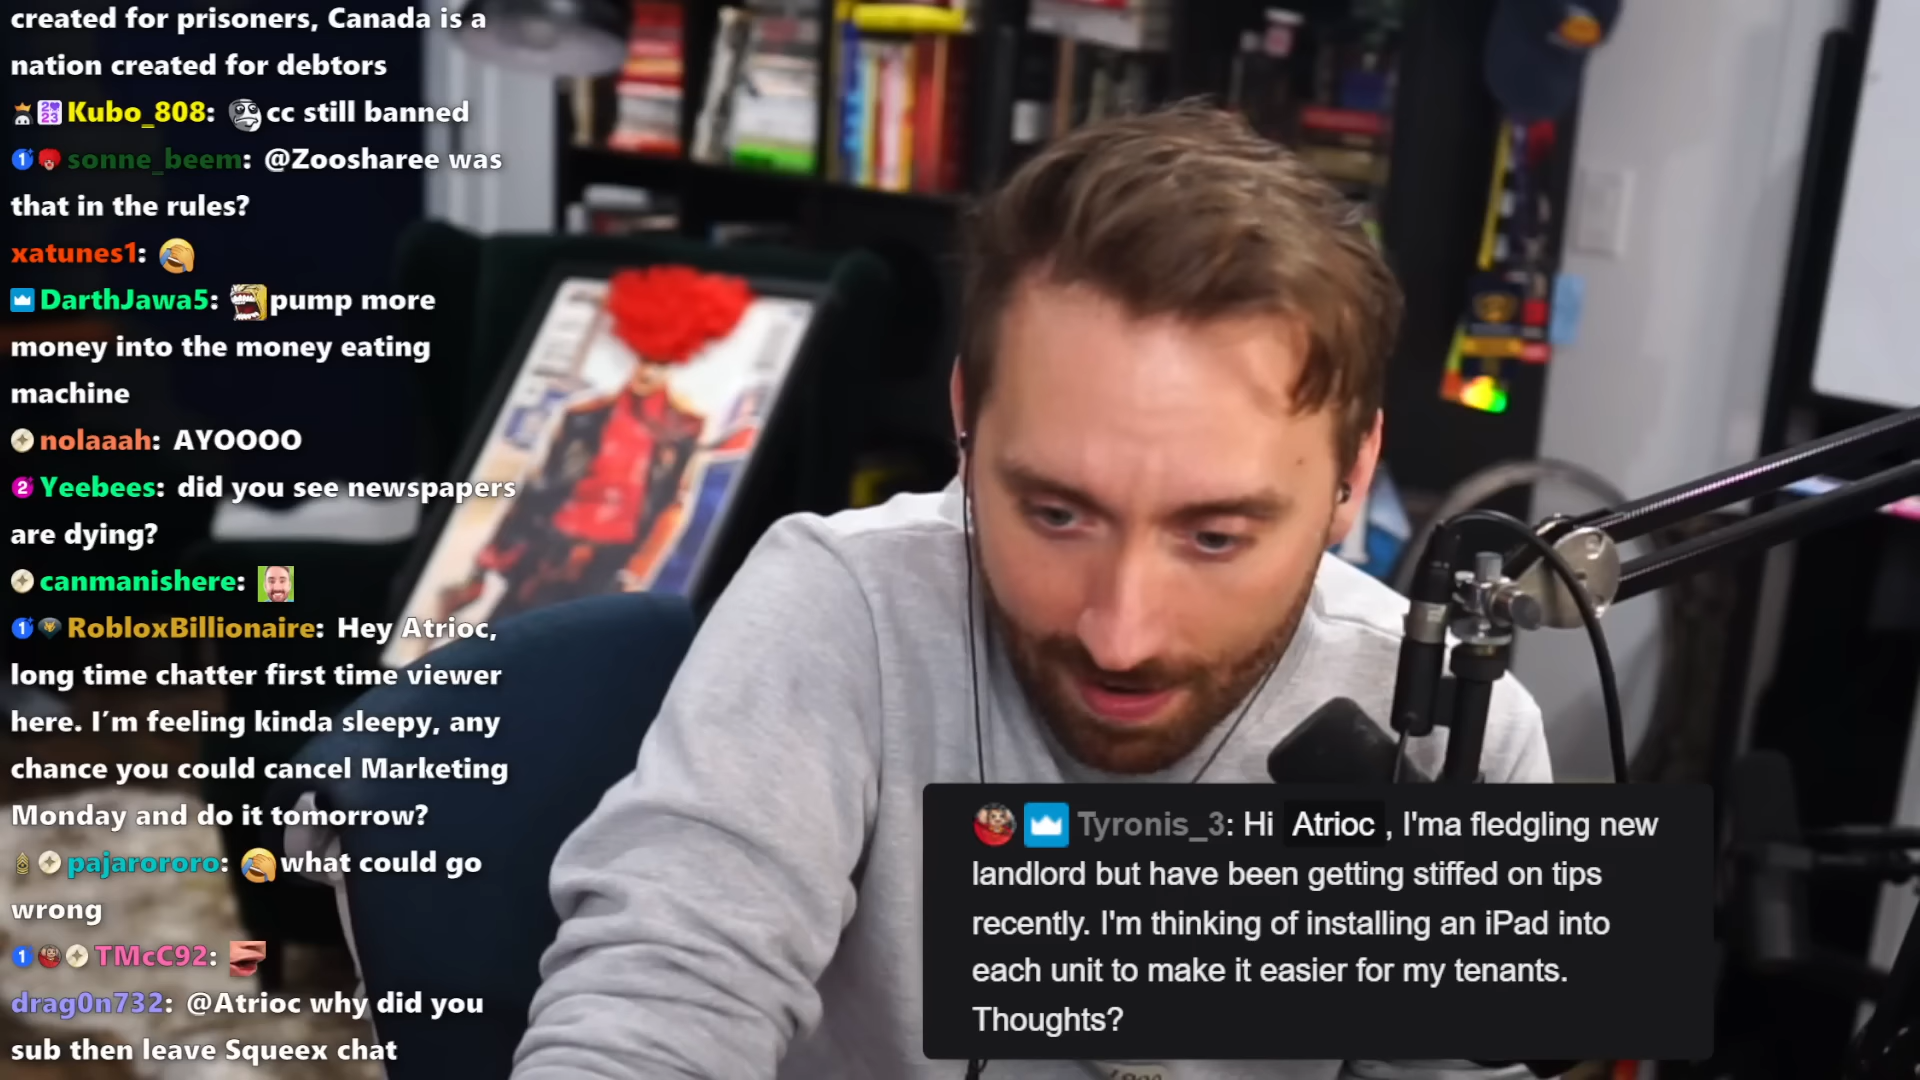 created for prisoners, Canada is a
nation created for debtors
Kubo_808: cc still banned
sonne_beem: @Zoosharee was
that in the rules?
xatunes1:
DarthJawa5: pump more
money into the money eating
machine
nolaaah: AYOOOO
Yeebees: did you see newspapers
are dying?
canmanishere:
RobloxBillionaire: Hey Atrioc,
long time chatter first time viewer
here. I´m feeling kinda sleepy, any
chance you could cancel Marketing
Monday and do it tomorrow?
pajarororo: what could go
wrong
TMcC92:
drag0n732: @Atrioc why did you
sub then leave Squeex chat
Tyronis_3: Hi Atrioc , I'ma fledgling new
landlord but have been getting stiffed on tips
recently. I'm thinking of installing an iPad into
each unit to make it easier for my tenants.
Thoughts?